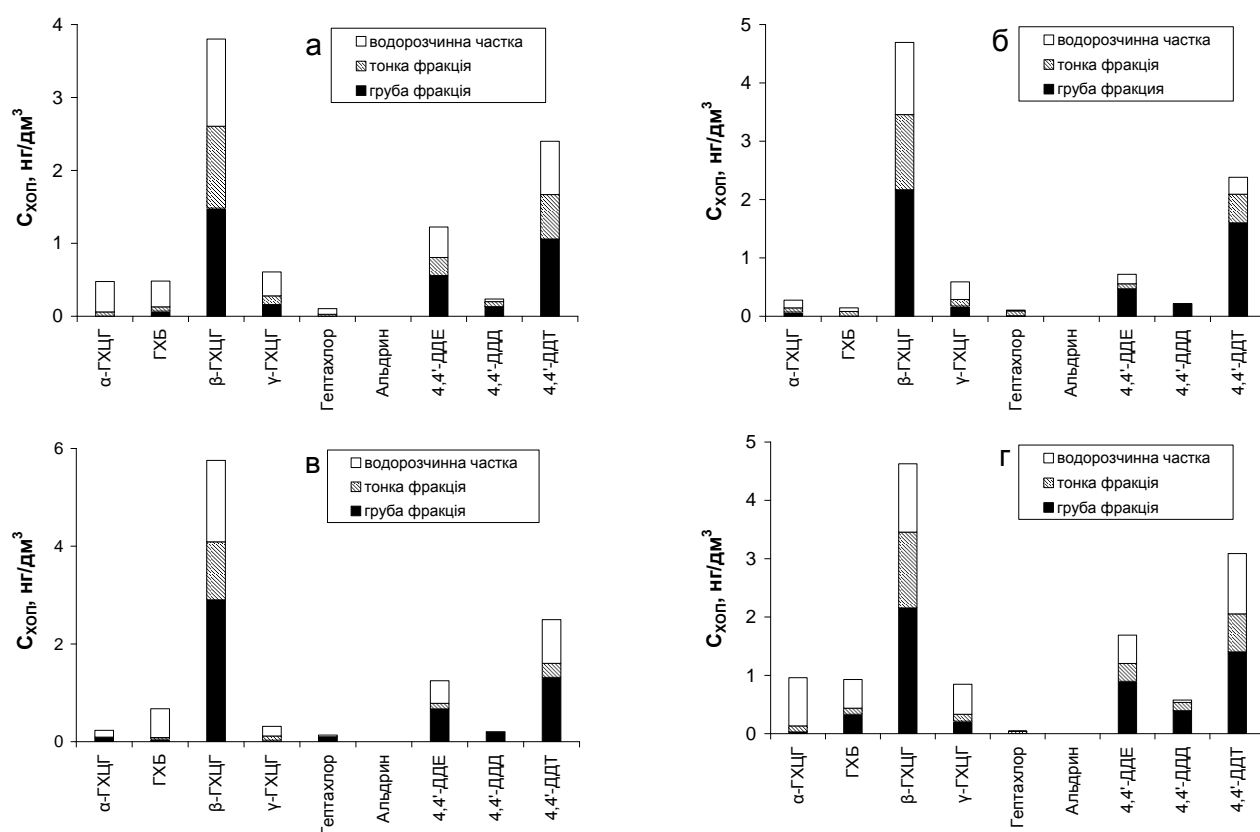 а
водорозчинна частка
тонка фракція
груба фракція
4
3
2
1
0
Cхоп, нг/дм³
α-ГХЦГ
ГХБ
β-ГХЦГ
γ-ГХЦГ
Гептахлор
Альдрин
4,4'-ДДЕ
4,4'-ДДД
4,4'-ДДТ
б
водорозчинна частка
тонка фракція
груба фракция
5
4
3
2
1
0
Cхоп, нг/дм³
α-ГХЦГ
ГХБ
β-ГХЦГ
γ-ГХЦГ
Гептахлор
Альдрин
4,4'-ДДЕ
4,4'-ДДД
4,4'-ДДТ
в
водорозчинна частка
тонка фракція
груба фракція
6
4
2
0
Cхоп, нг/дм³
α-ГХЦГ
ГХБ
β-ГХЦГ
γ-ГХЦГ
Гептахлор
Альдрин
4,4'-ДДЕ
4,4'-ДДД
4,4'-ДДТ
г
водорозчинна частка
тонка фракція
груба фракція
5
4
3
2
1
0
Cхоп, нг/дм³
α-ГХЦГ
ГХБ
β-ГХЦГ
γ-ГХЦГ
Гептахлор
Альдрин
4,4'-ДДЕ
4,4'-ДДД
4,4'-ДДТ